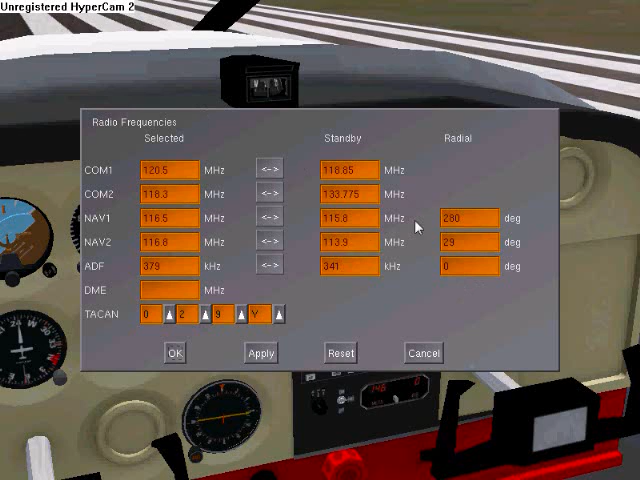 Unregistered HyperCam 2
Radio Frequencies
Selected Standby Radial
COM1 120.5 MHz <-> 118.85 MHz
COM2 118.3 MHz <-> 133.775 MHz
NAV1 116.5 MHz <-> 115.8 MHz 280 deg
NAV2 116.8 MHz <-> 113.9 MHz 29 deg
ADF 379 kHz <-> 341 kHz 0 deg
DME MHz
TACAN 0 2 9 Y
OK Apply Reset Cancel